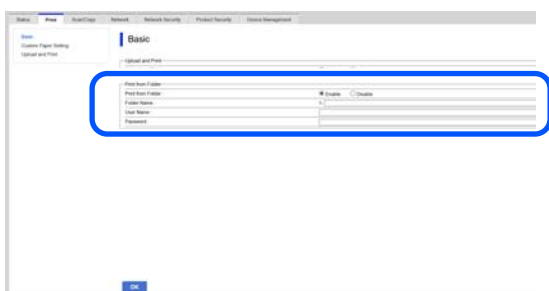 Status Print Scan/Copy Network Network Security Product Security Device Management
Basic
Custom Paper Setting
Upload and Print
Basic
Upload and Print
Print from Folder
Print from Folder Enable Disable
Folder Name
User Name
Password
OK